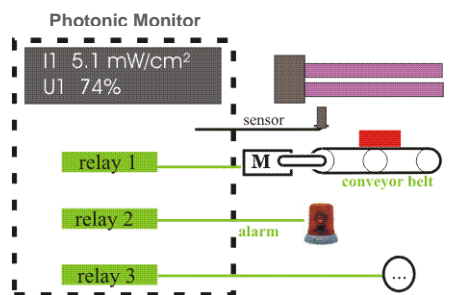 Photonic Monitor
I1 5.1 mW/cm²
U1 74%
sensor
relay 1
M
conveyor belt
relay 2
alarm
relay 3
...